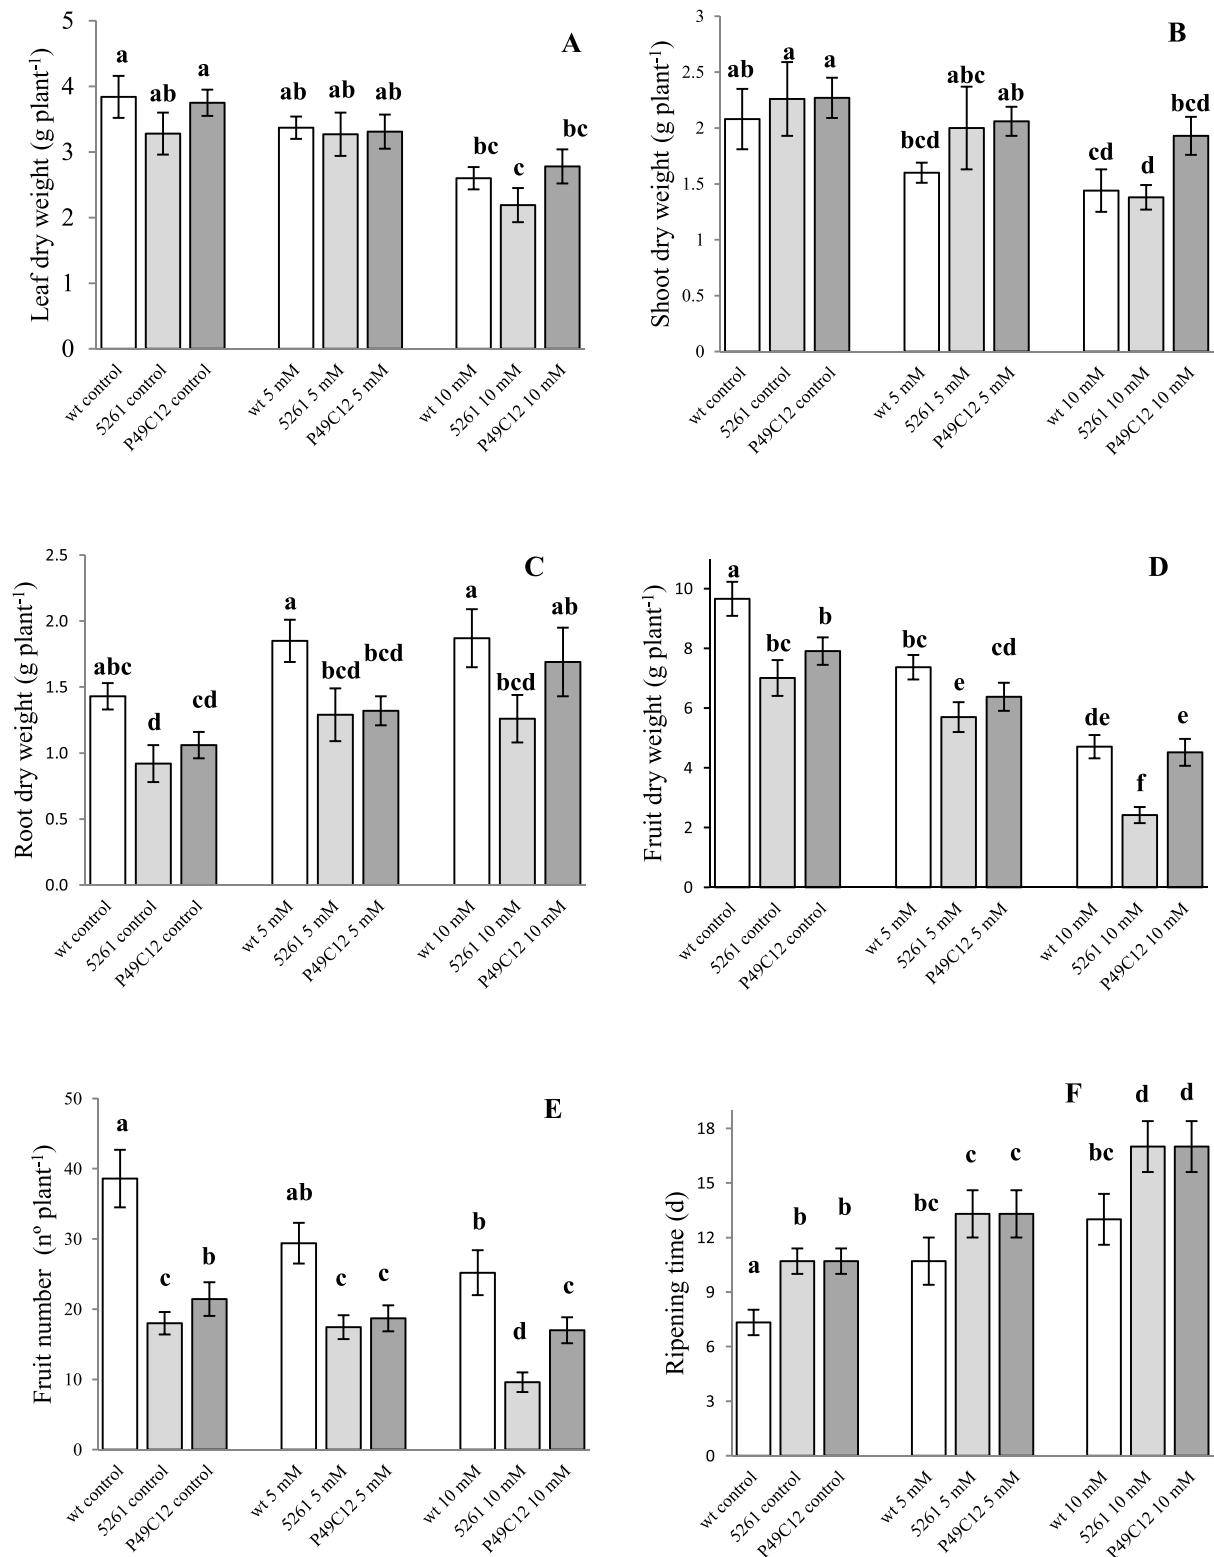 A
Leaf dry weight (g plant-1)
5
4
3
2
1
0
a
ab
a
ab
ab
ab
bc
c
bc
wt control
5261 control
P49C12 control
wt 5 mM
5261 5 mM
P49C12 5 mM
wt 10 mM
5261 10 mM
P49C12 10 mM
B
Shoot dry weight (g plant-1)
3
2.5
2
1.5
1
0.5
0
ab
a
a
bcd
abc
ab
cd
d
bcd
wt control
5261 control
P49C12 control
wt 5 mM
5261 5 mM
P49C12 5 mM
wt 10 mM
5261 10 mM
P49C12 10 mM
C
Root dry weight (g plant-1)
2.5
2.0
1.5
1.0
0.5
0.0
abc
d
cd
a
bcd
bcd
a
bcd
ab
wt control
5261 control
P49C12 control
wt 5 mM
5261 5 mM
P49C12 5 mM
wt 10 mM
5261 10 mM
P49C12 10 mM
D
Fruit dry weight (g plant-1)
10
8
6
4
2
0
a
bc
b
bc
e
cd
de
f
e
wt control
5261 control
P49C12 control
wt 5 mM
5261 5 mM
P49C12 5 mM
wt 10 mM
5261 10 mM
P49C12 10 mM
E
Fruit number (nº plant-1)
50
40
30
20
10
0
a
c
b
ab
c
c
b
d
c
wt control
5261 control
P49C12 control
wt 5 mM
5261 5 mM
P49C12 5 mM
wt 10 mM
5261 10 mM
P49C12 10 mM
F
Ripening time (d)
18
15
12
9
6
3
0
a
b
b
bc
c
c
bc
d
d
wt control
5261 control
P49C12 control
wt 5 mM
5261 5 mM
P49C12 5 mM
wt 10 mM
5261 10 mM
P49C12 10 mM